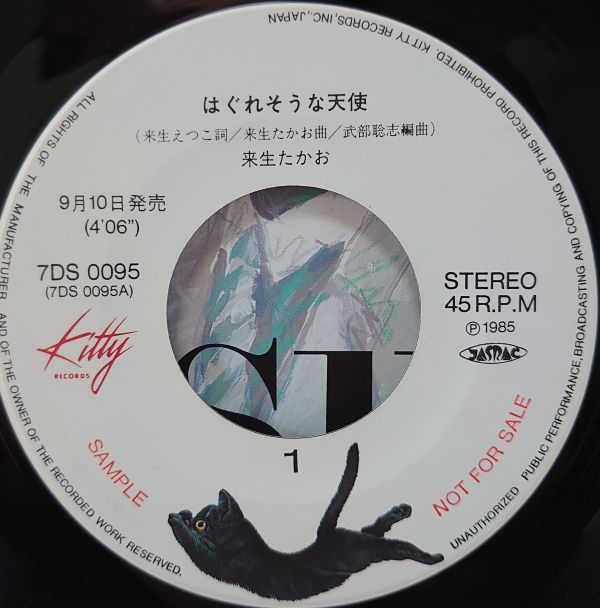 はぐれそうな天使
(来生えつこ詞/来生たかお曲/武部聡志編曲)
来生たかお
9月10日発売
(4'06")
7DS 0095
(7DS 0095A)
Kitty
RECORDS
STEREO
45 R.P.M
Ⓟ 1985
JASRAC
SAMPLE
1
NOT FOR SALE
ALL RIGHTS OF THE MANUFACTURER AND OF THE OWNER OF THE RECORDED WORK RESERVED. UNAUTHORIZED PUBLIC PERFORMANCE, BROADCASTING AND COPYING OF THIS RECORD PROHIBITED. KITTY RECORDS, INC., JAPAN